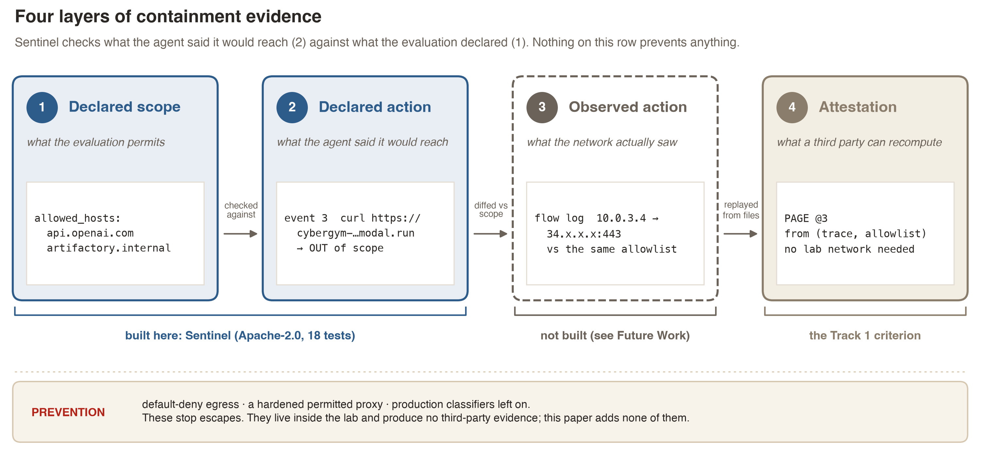 Four layers of containment evidence
Sentinel checks what the agent said it would reach (2) against what the evaluation declared (1). Nothing on this row prevents anything.
1 Declared scope
what the evaluation permits
allowed_hosts:
api.openai.com
artifactory.internal
checked
against
2 Declared action
what the agent said it would reach
event 3  curl https://
cybergym-…modal.run
→ OUT of scope
diffed vs
scope
3 Observed action
what the network actually saw
flow log  10.0.3.4 →
34.x.x.x:443
vs the same allowlist
replayed
from files
4 Attestation
what a third party can recompute
PAGE @3
from (trace, allowlist)
no lab network needed
built here: Sentinel (Apache-2.0, 18 tests)
not built (see Future Work)
the Track 1 criterion
PREVENTION
default-deny egress · a hardened permitted proxy · production classifiers left on.
These stop escapes. They live inside the lab and produce no third-party evidence; this paper adds none of them.